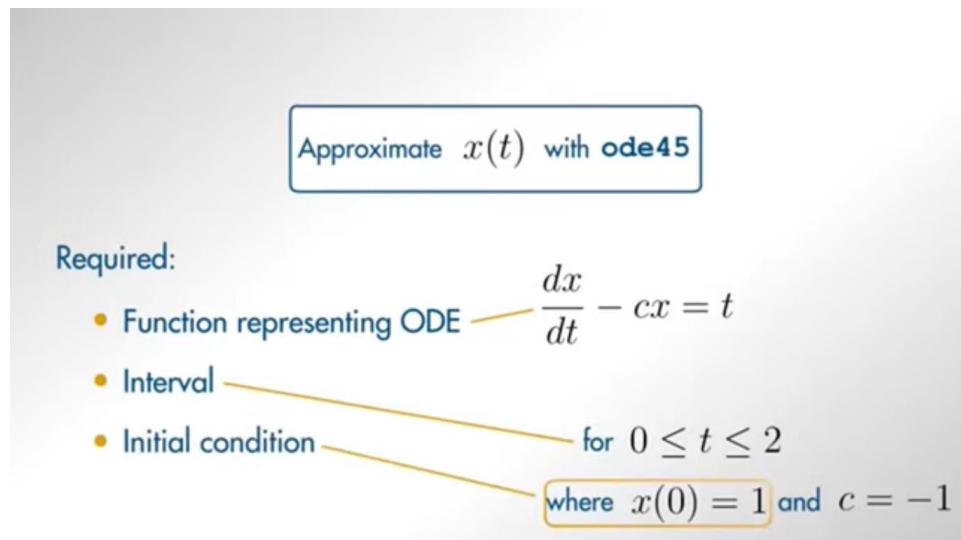 Approximate x(t) with ode45
Required:
• Function representing ODE
dx/dt − cx = t
• Interval
for 0 ≤ t ≤ 2
• Initial condition
where x(0) = 1 and c = −1